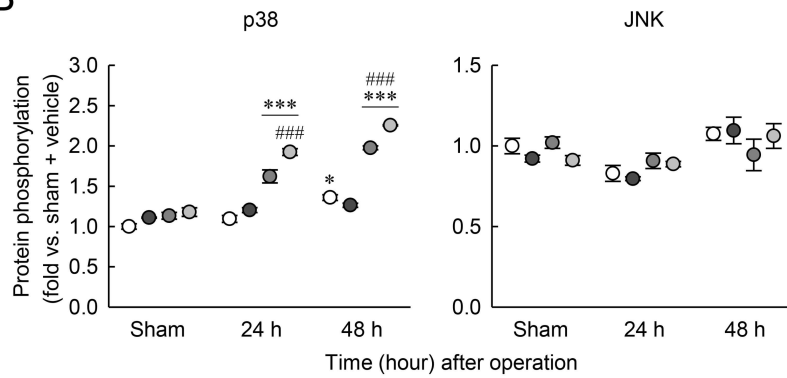 B
p38
JNK
Protein phosphorylation
(fold vs. sham + vehicle)
3.0
2.5
2.0
1.5
1.0
0.5
0.0
***
###
*
###
***
Sham
24 h
48 h
1.5
1.0
0.5
0.0
Sham
24 h
48 h
Time (hour) after operation